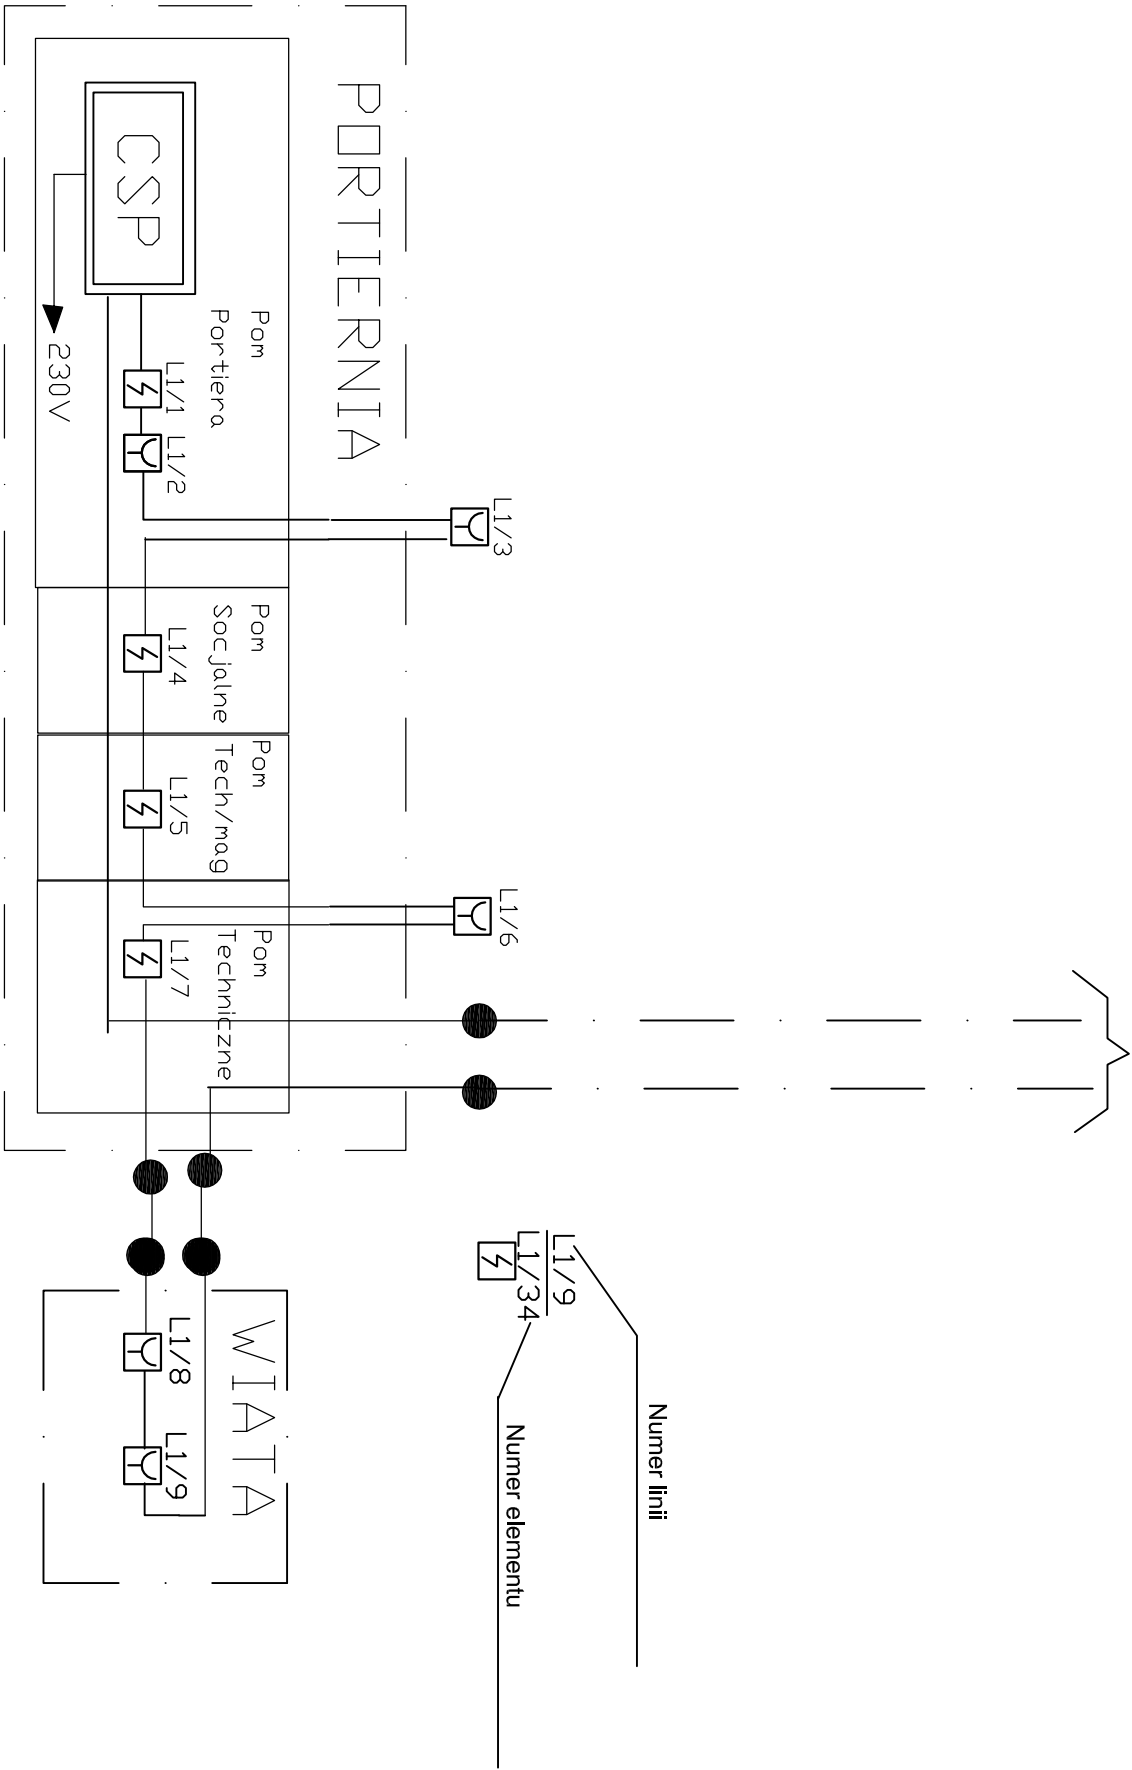 PORTIERNIA
CSP
230V
Pom
Portiera
L1/1
L1/2
L1/3
Pom
Socjalne
L1/4
Pom
Tech/mag
L1/5
L1/6
Pom
Techniczne
L1/7
WIATA
L1/8
L1/9
L1/9
L1/34
Numer linii
Numer elementu